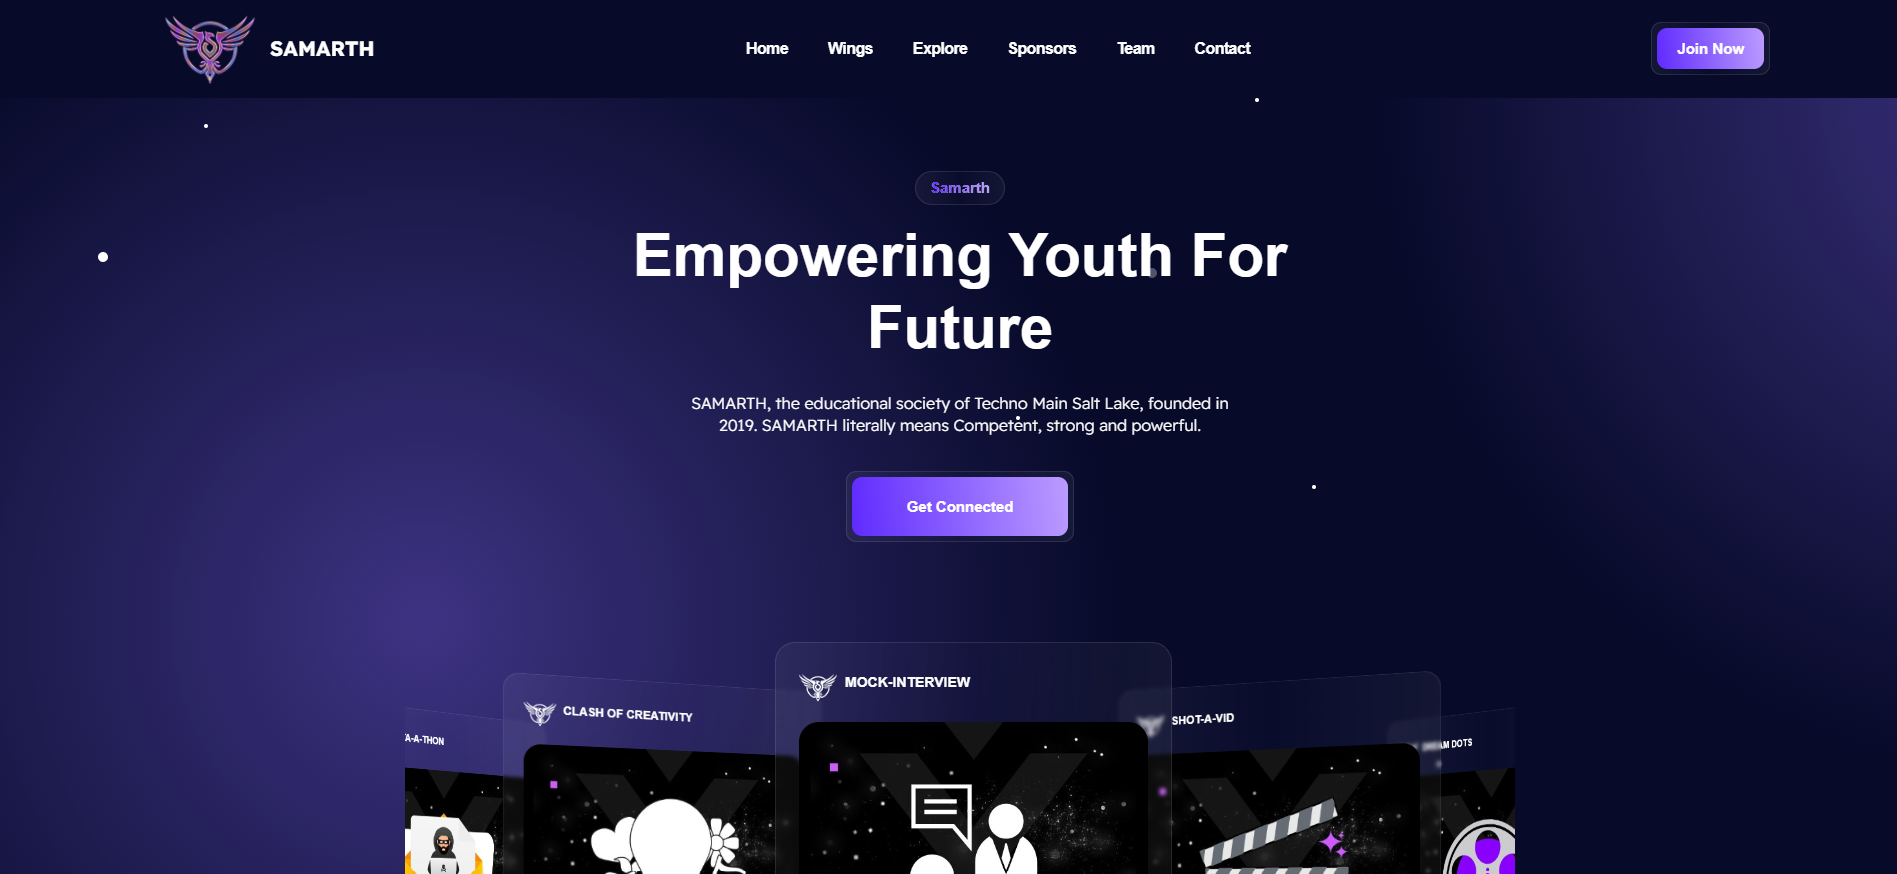 SAMARTH
Home Wings Explore Sponsors Team Contact
Join Now
Samarth
Empowering Youth For
Future
SAMARTH, the educational society of Techno Main Salt Lake, founded in
2019. SAMARTH literally means Competent, strong and powerful.
Get Connected
A-A-THON
CLASH OF CREATIVITY
MOCK-INTERVIEW
SHOT-A-VID
DOTS